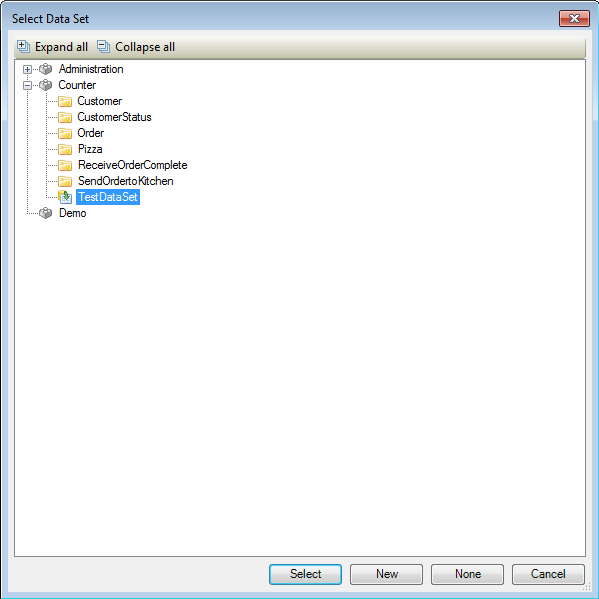 Select Data Set
Expand all Collapse all
Administration
Counter
Customer
CustomerStatus
Order
Pizza
ReceiveOrderComplete
SendOrdertoKitchen
TestDataSet
Demo
Select New None Cancel